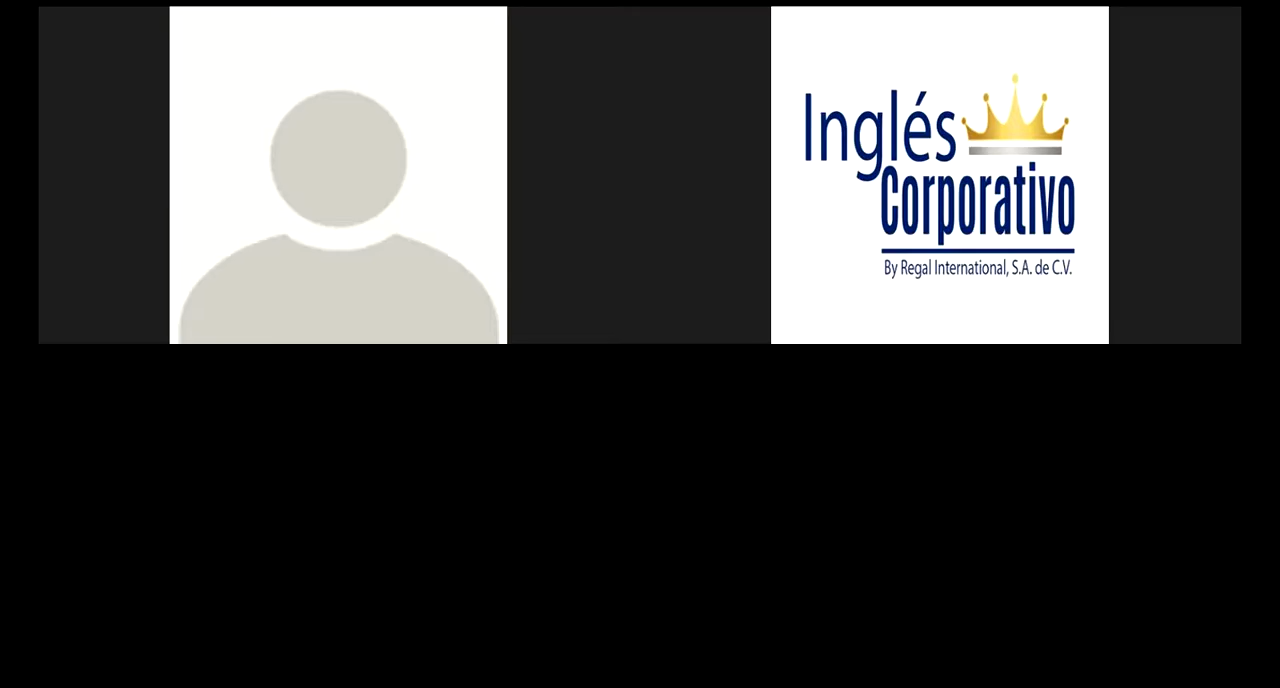 Inglés
Corporativo
By Regal International, S.A. de C.V.